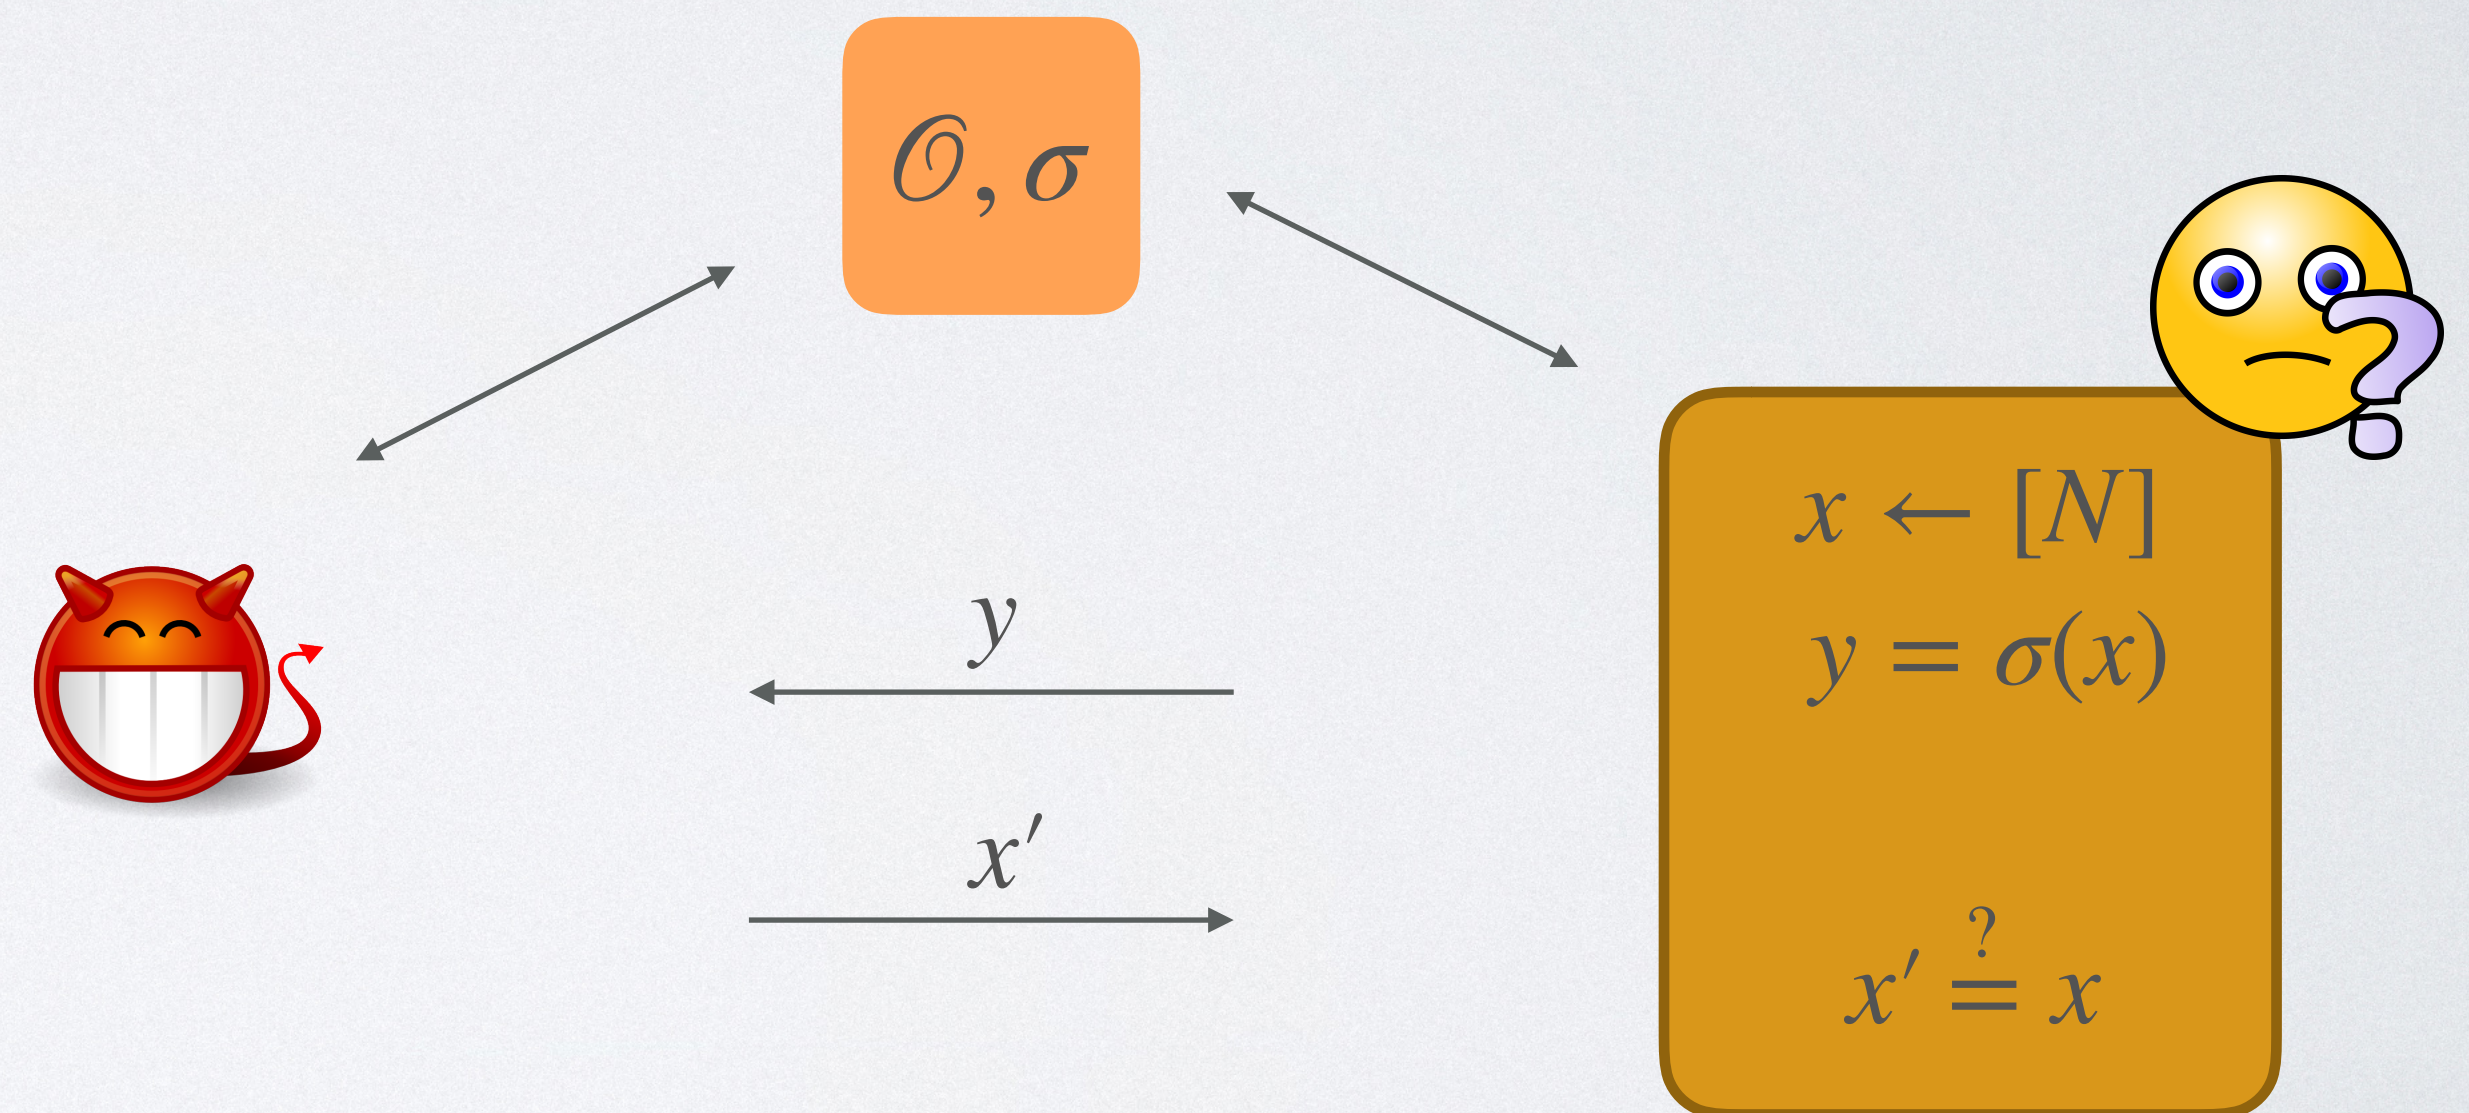 𝒪, σ
x ← [N]
y = σ(x)
y
x′
x′ ≟ x